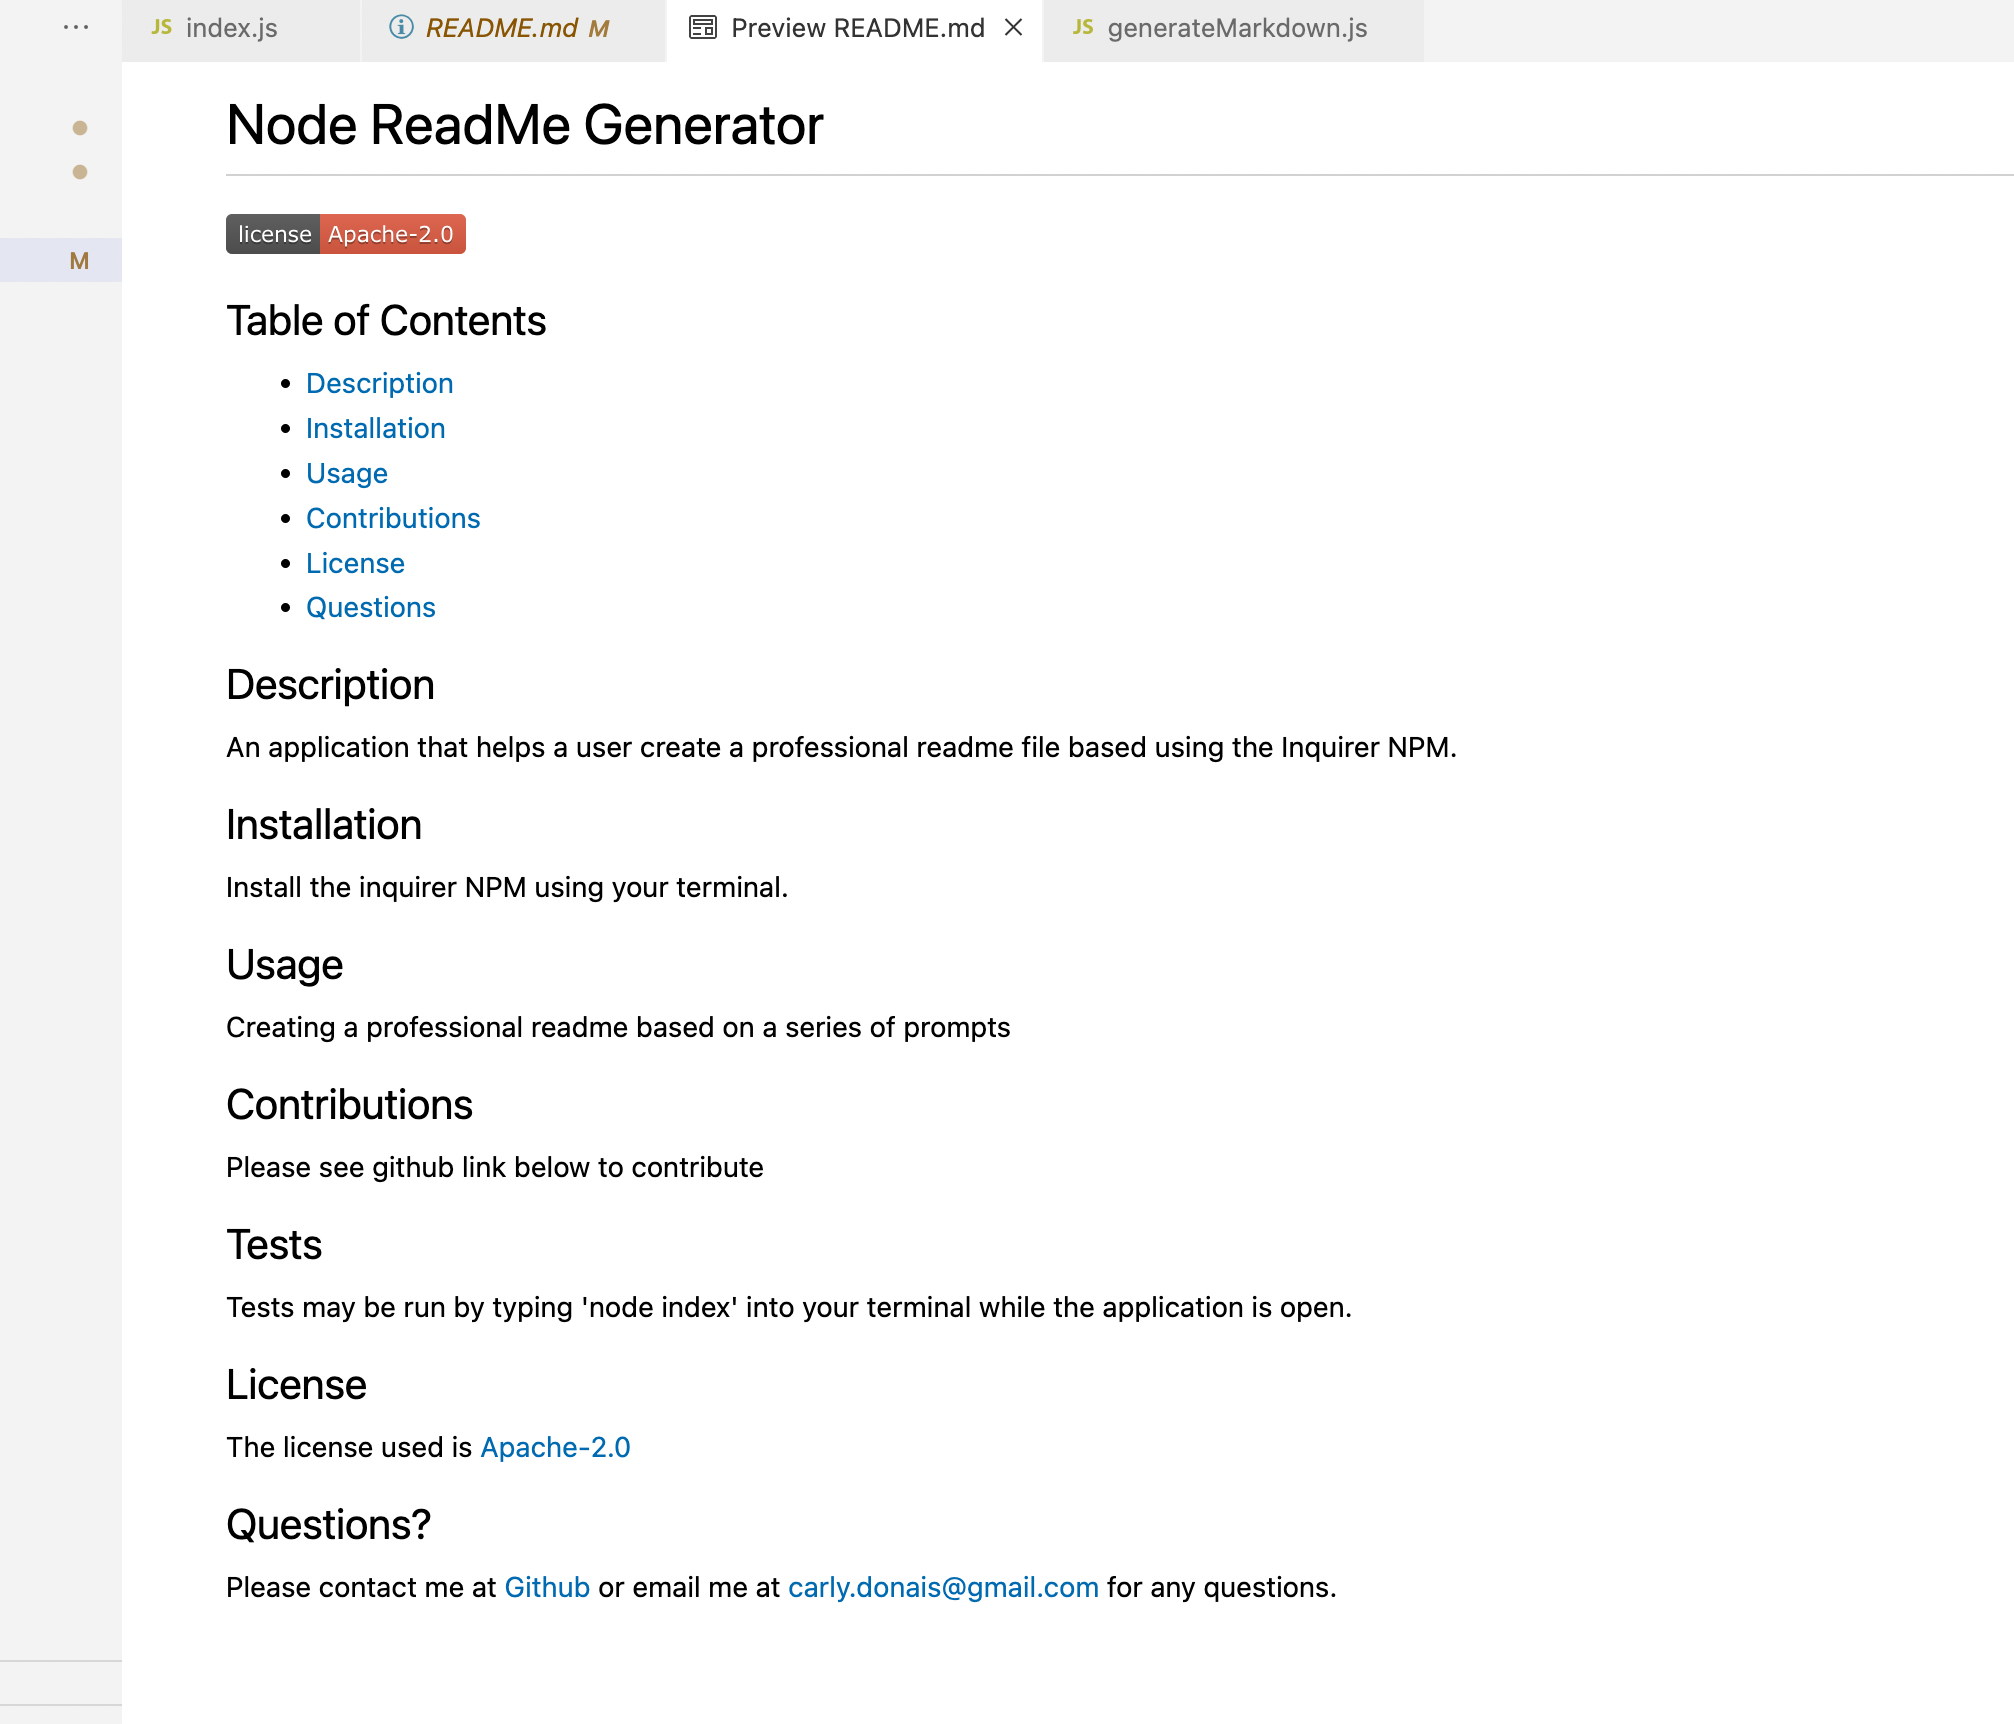 ··· JS index.js README.md M Preview README.md JS generateMarkdown.js
Node ReadMe Generator
license Apache-2.0
M
Table of Contents
• Description
• Installation
• Usage
• Contributions
• License
• Questions
Description
An application that helps a user create a professional readme file based using the Inquirer NPM.
Installation
Install the inquirer NPM using your terminal.
Usage
Creating a professional readme based on a series of prompts
Contributions
Please see github link below to contribute
Tests
Tests may be run by typing 'node index' into your terminal while the application is open.
License
The license used is Apache-2.0
Questions?
Please contact me at Github or email me at carly.donais@gmail.com for any questions.